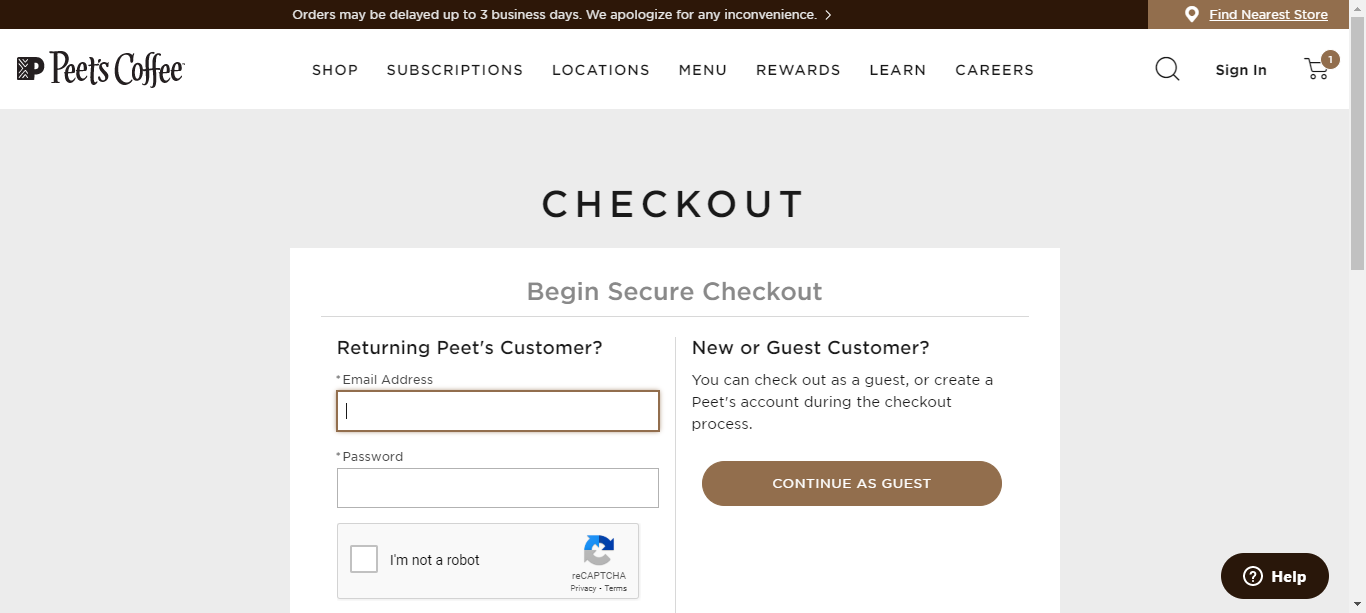 Orders may be delayed up to 3 business days. We apologize for any inconvenience.
Find Nearest Store
Peet's Coffee
SHOP
SUBSCRIPTIONS
LOCATIONS
MENU
REWARDS
LEARN
CAREERS
Sign In
1
CHECKOUT
Begin Secure Checkout
Returning Peet's Customer?
*Email Address
*Password
I'm not a robot
reCAPTCHA
Privacy - Terms
New or Guest Customer?
You can check out as a guest, or create a
Peet's account during the checkout
process.
CONTINUE AS GUEST
Help